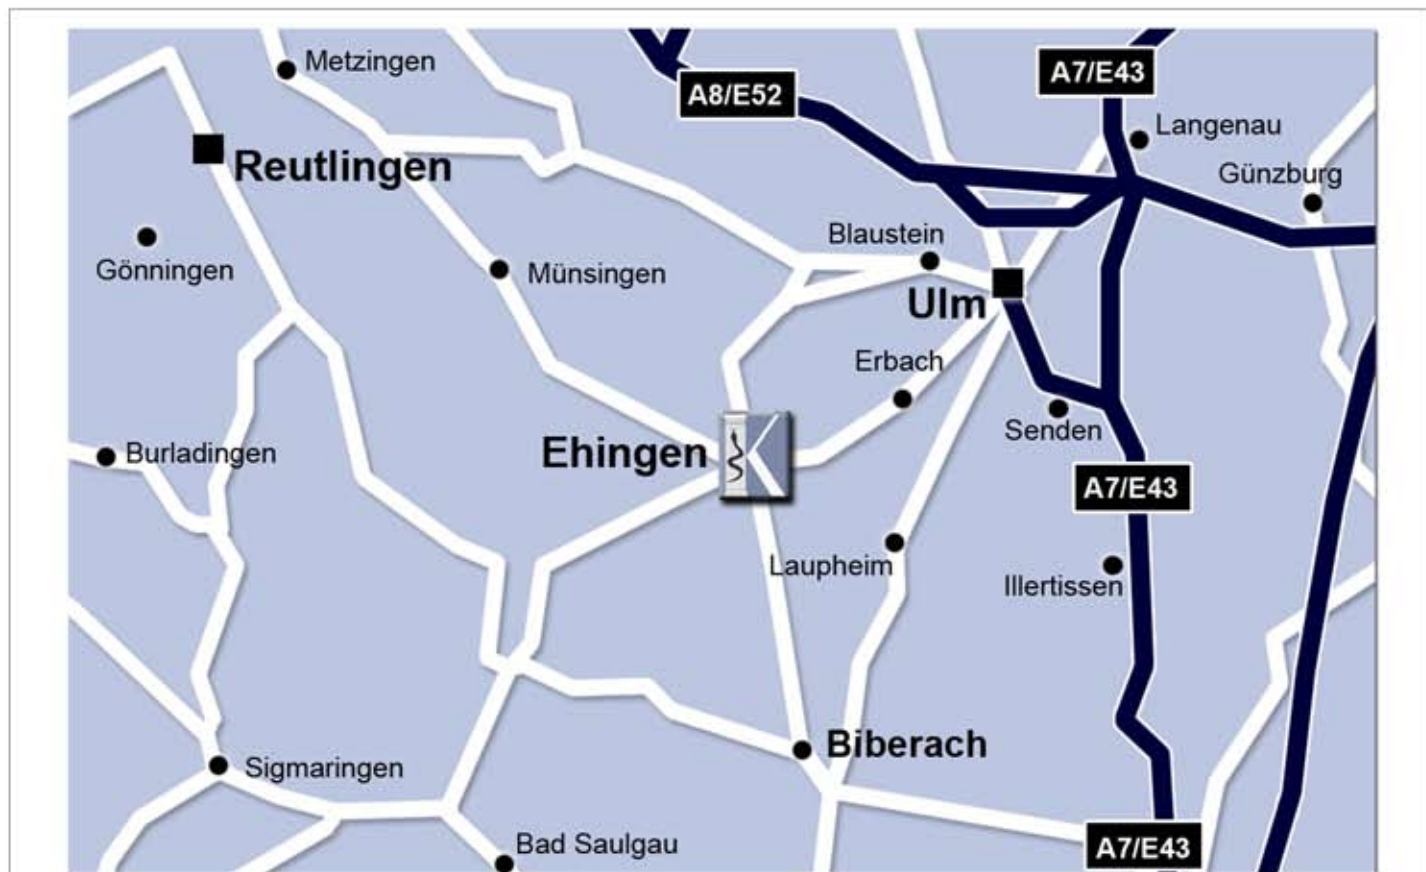 Metzingen
A7/E43
A8/E52
Langenau
Reutlingen
Günzburg
Blaustein
Gönningen
Münsingen
Ulm
Erbach
Senden
Burladingen
Ehingen
A7/E43
Laupheim
Illertissen
Biberach
Sigmaringen
Bad Saulgau
A7/E43